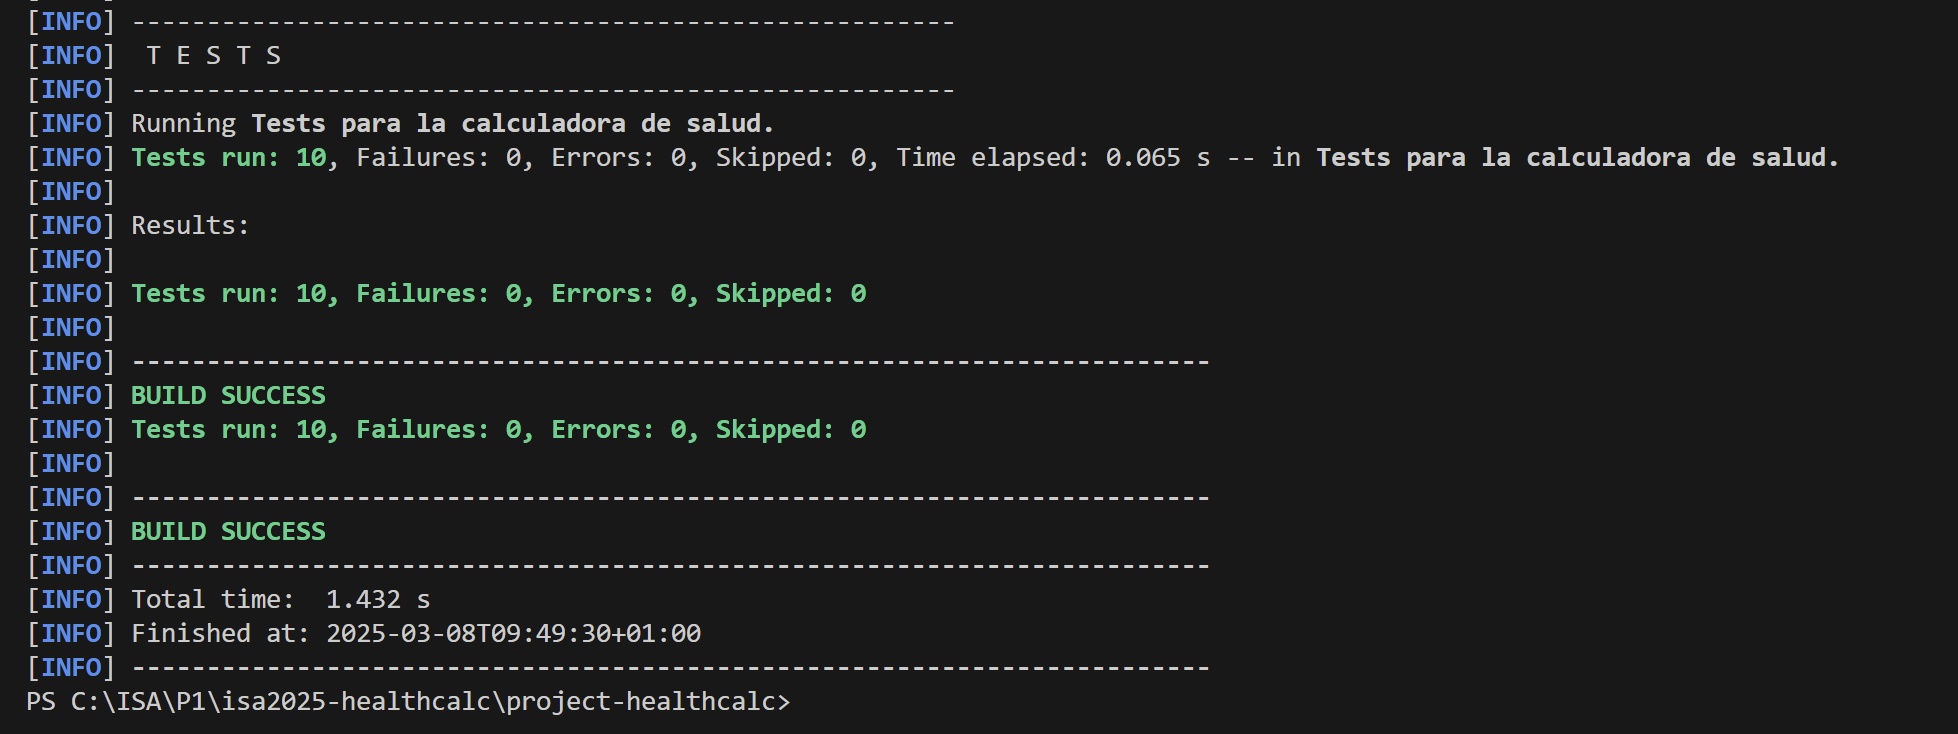 [INFO] -------------------------------------------------------
[INFO]  T E S T S
[INFO] -------------------------------------------------------
[INFO] Running Tests para la calculadora de salud.
[INFO] Tests run: 10, Failures: 0, Errors: 0, Skipped: 0, Time elapsed: 0.065 s -- in Tests para la calculadora de salud.
[INFO]
[INFO] Results:
[INFO]
[INFO] Tests run: 10, Failures: 0, Errors: 0, Skipped: 0
[INFO]
[INFO] ------------------------------------------------------------------------
[INFO] BUILD SUCCESS
[INFO] Tests run: 10, Failures: 0, Errors: 0, Skipped: 0
[INFO]
[INFO] ------------------------------------------------------------------------
[INFO] BUILD SUCCESS
[INFO] ------------------------------------------------------------------------
[INFO] Total time:  1.432 s
[INFO] Finished at: 2025-03-08T09:49:30+01:00
[INFO] ------------------------------------------------------------------------
PS C:\ISA\P1\isa2025-healthcalc\project-healthcalc>